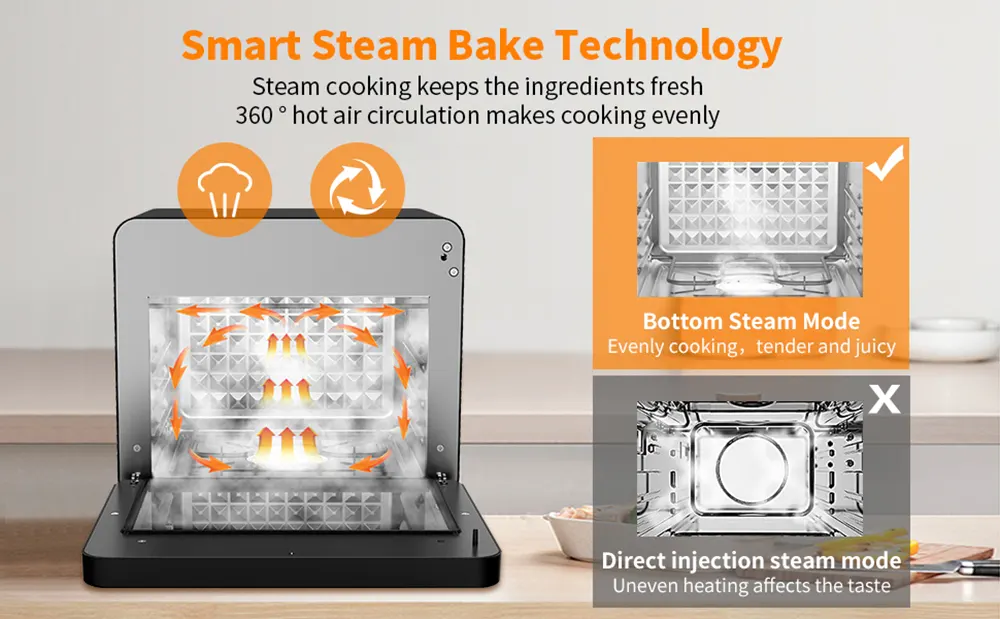 Smart Steam Bake Technology
Steam cooking keeps the ingredients fresh
360 ° hot air circulation makes cooking evenly
Bottom Steam Mode
Evenly cooking，tender and juicy
X
Direct injection steam mode
Uneven heating affects the taste